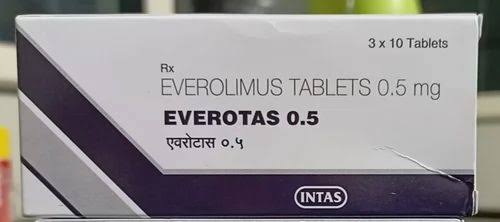 3 x 10 Tablets
Rx
EVEROLIMUS TABLETS 0.5 mg
EVEROTAS 0.5
एवरोटास ०.५
INTAS